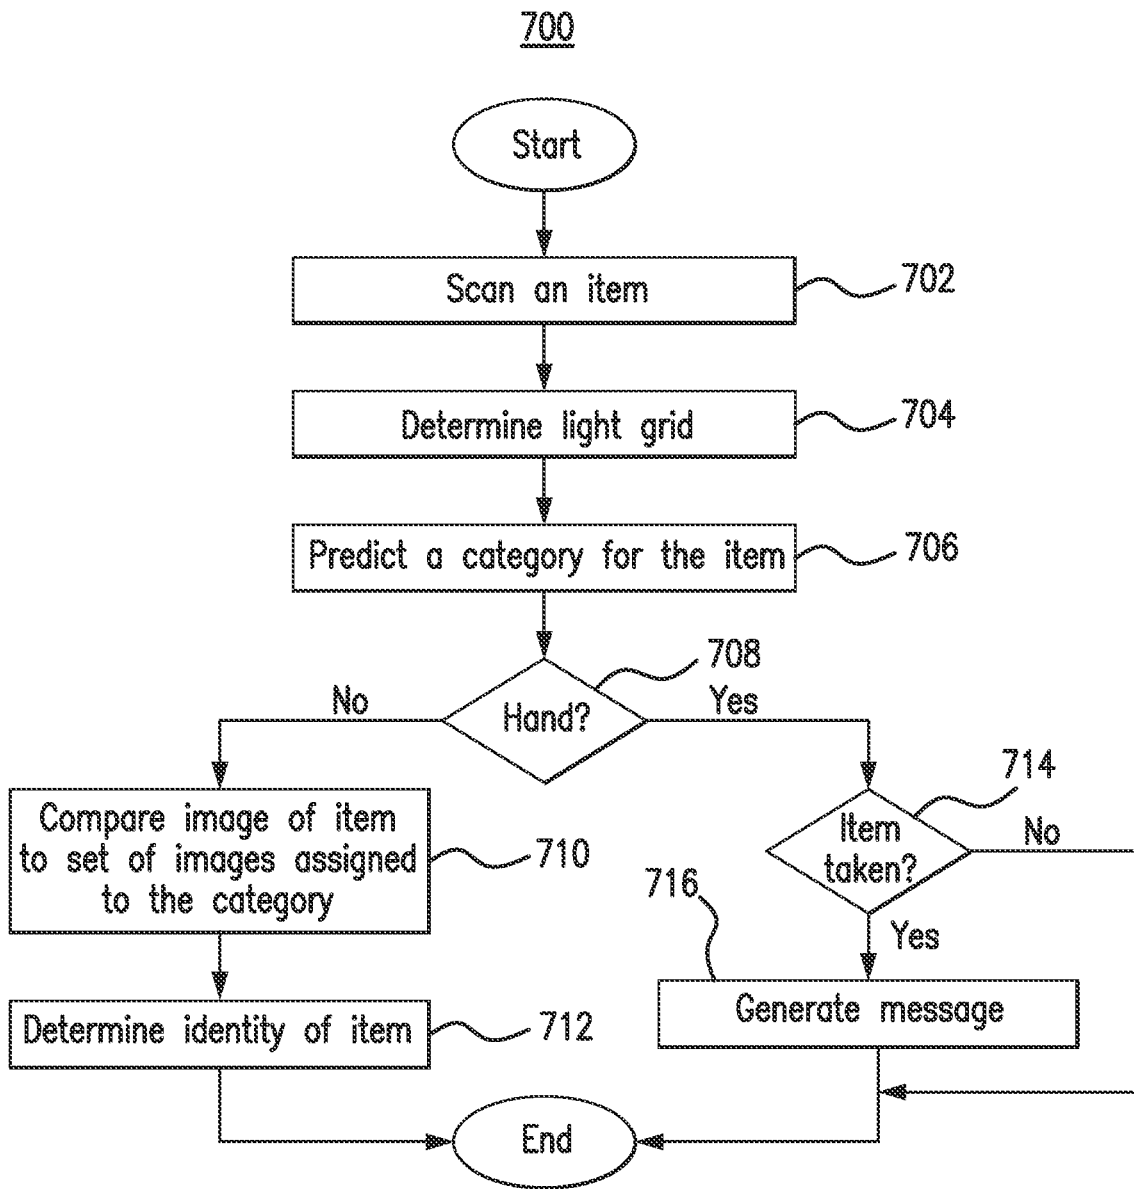 700
Start
Scan an item
702
Determine light grid
704
Predict a category for the item
706
708
No
Hand?
Yes
714
Compare image of item
to set of images assigned
to the category
710
Item
taken?
No
716
Yes
Generate message
Determine identity of item
712
End